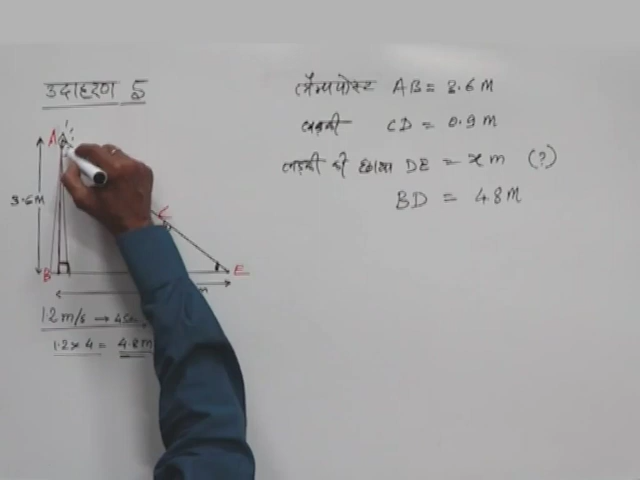 उदाहरण 5
लैम्पपोस्ट AB = 3.6 M
लड़की CD = 0.9 M
लड़की की छाया DE = x m (?)
BD = 4.8 M
A
3.6M
C
B
E
m
1.2 m/s → 4 Sec
1.2 × 4 = 4.8 m